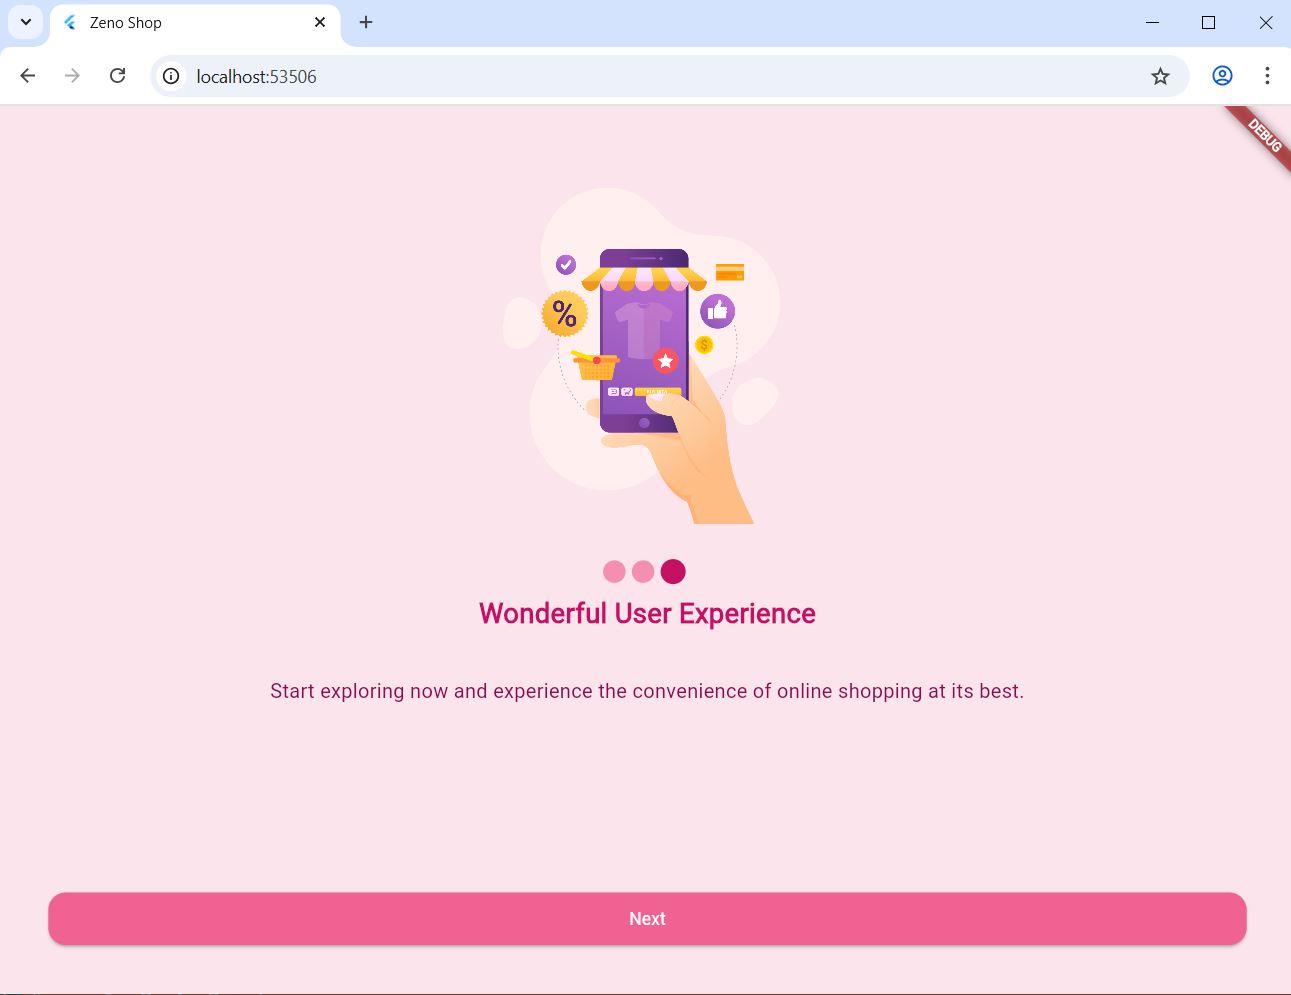 Zeno Shop
localhost:53506
DEBUG
%
$
Wonderful User Experience
Start exploring now and experience the convenience of online shopping at its best.
Next